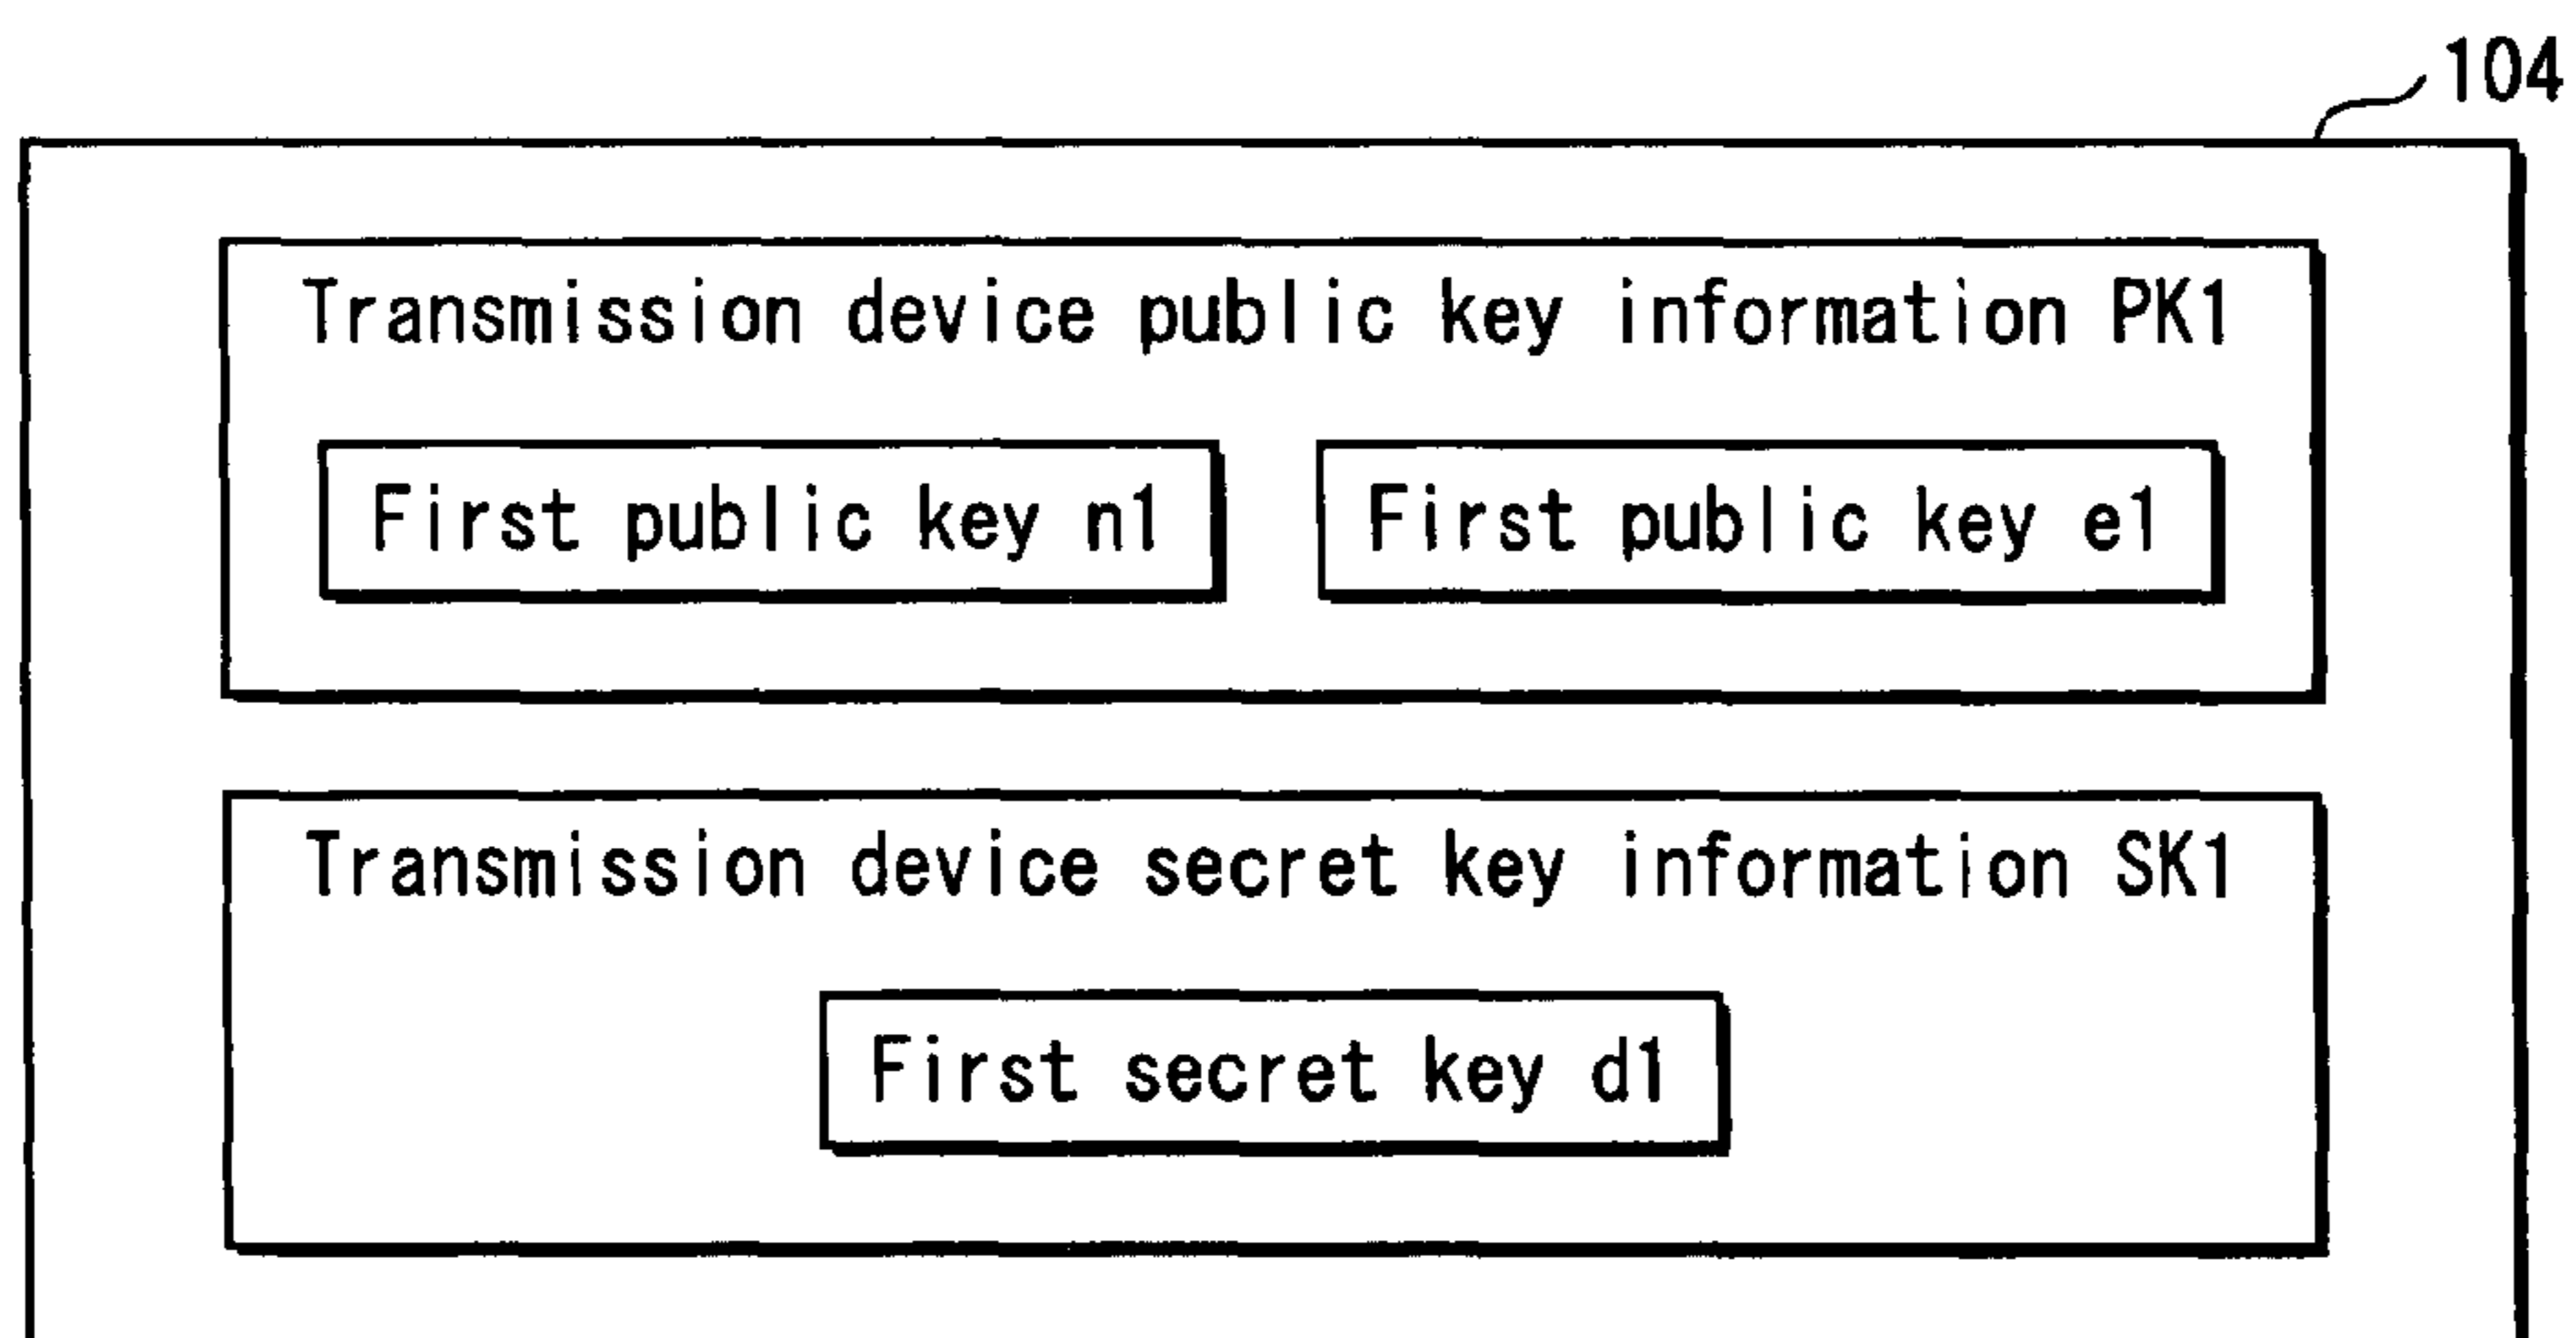 104
Transmission device public key information PK1
First public key n1
First public key e1
Transmission device secret key information SK1
First secret key d1